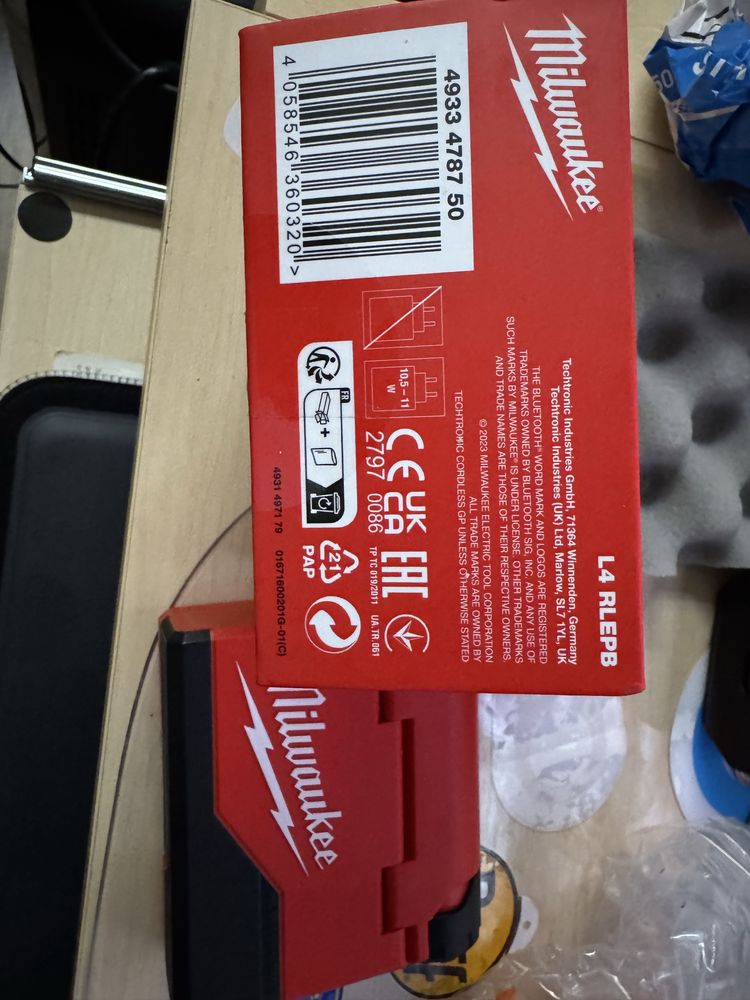 Milwaukee®
4933 4787 50
4 058546 360320 >
L4 RLEPB
Techtronic Industries GmbH, 71364 Winnenden, Germany
Techtronic Industries (UK) Ltd, Marlow, SL7 1YL, UK
THE BLUETOOTH® WORD MARK AND LOGOS ARE REGISTERED
TRADEMARKS OWNED BY BLUETOOTH SIG, INC. AND ANY USE OF
SUCH MARKS BY MILWAUKEE® IS UNDER LICENSE. OTHER TRADEMARKS
AND TRADE NAMES ARE THOSE OF THEIR RESPECTIVE OWNERS.
© 2023 MILWAUKEE ELECTRIC TOOL CORPORATION
ALL TRADE MARKS ARE OWNED BY
TECHTRONIC CORDLESS GP UNLESS OTHERWISE STATED
10,5 – 11
W
CE
2797
UK
CA
0086
EAC
TP TC 019/2011
UA.TR.061
FR
+
21
PAP
4931 4971 79
01671600201G-01(C)
Milwaukee